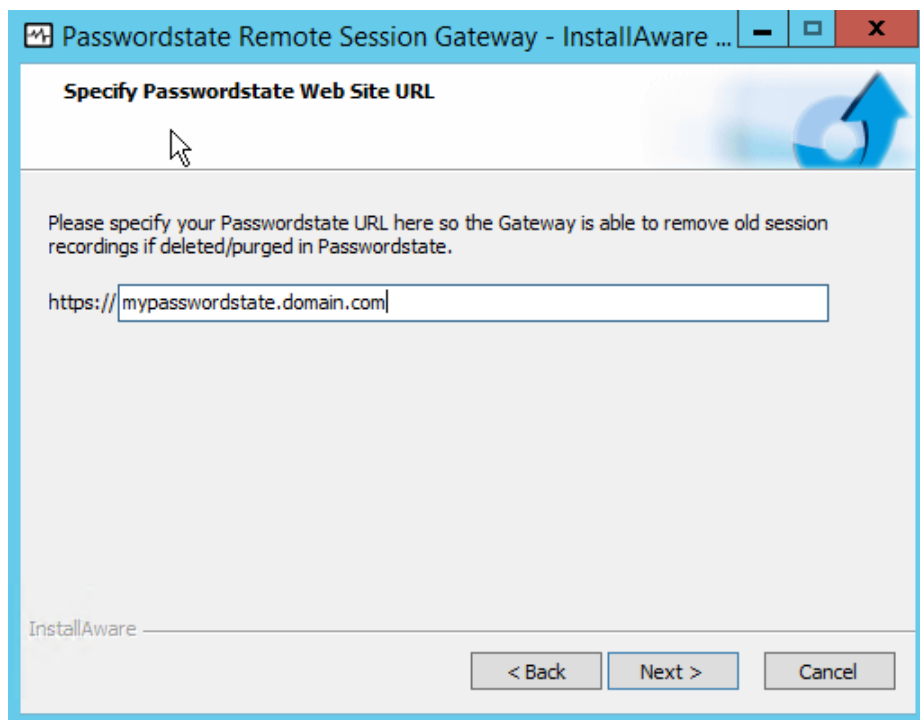 Passwordstate Remote Session Gateway - InstallAware ...
Specify Passwordstate Web Site URL
Please specify your Passwordstate URL here so the Gateway is able to remove old session
recordings if deleted/purged in Passwordstate.
https:// mypasswordstate.domain.com
InstallAware
< Back Next > Cancel